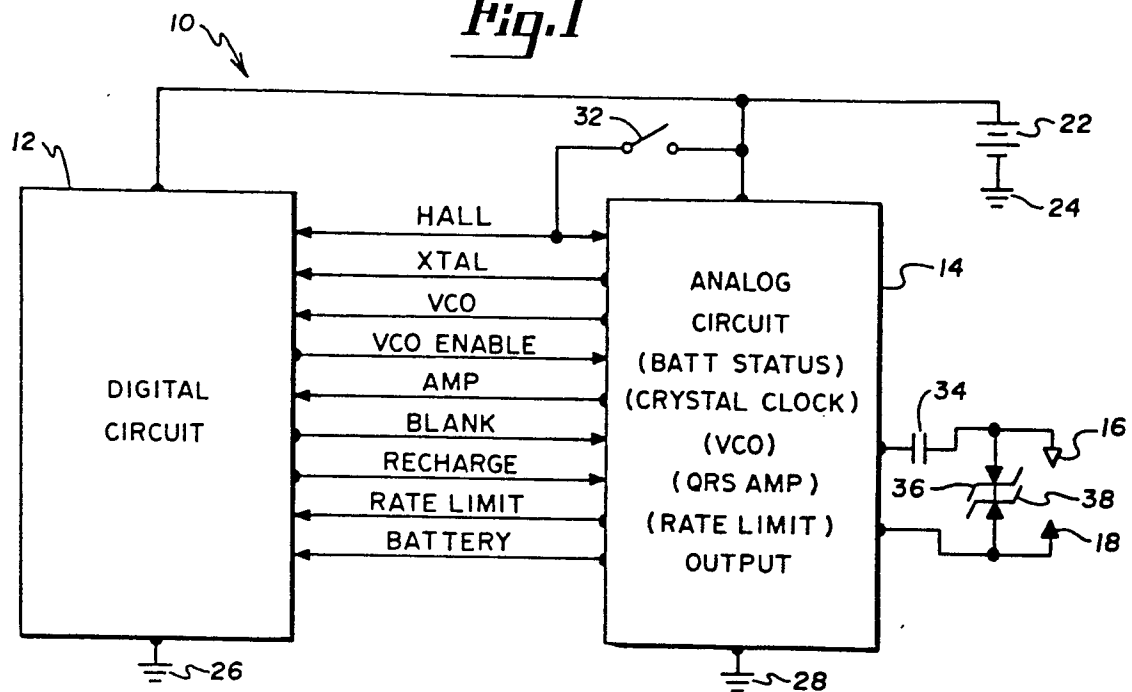 Fig.1
10
12
32
22
24
HALL
XTAL
VCO
VCO ENABLE
AMP
BLANK
RECHARGE
RATE LIMIT
BATTERY
DIGITAL
CIRCUIT
ANALOG
CIRCUIT
(BATT STATUS)
(CRYSTAL CLOCK)
(VCO)
(QRS AMP)
(RATE LIMIT)
OUTPUT
14
34
16
36
38
18
26
28